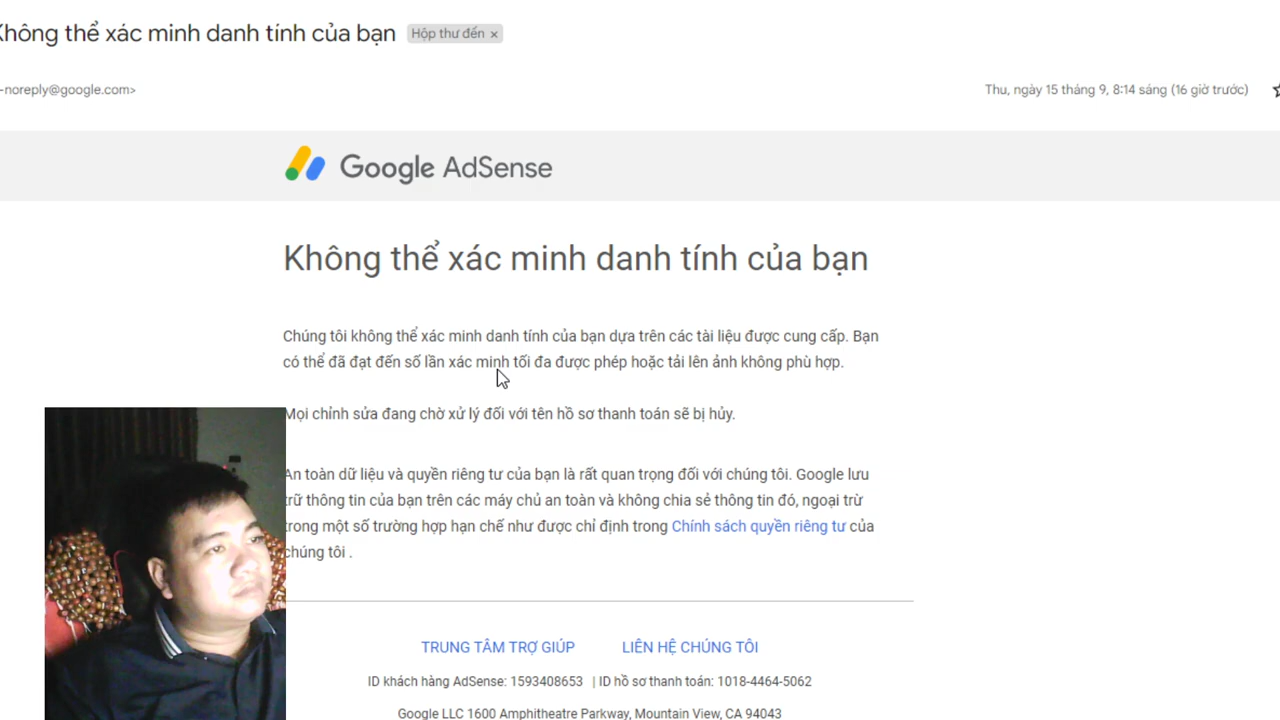 Không thể xác minh danh tính của bạn Hộp thư đến ×
-noreply@google.com>
Thu, ngày 15 tháng 9, 8:14 sáng (16 giờ trước)
Google AdSense
Không thể xác minh danh tính của bạn
Chúng tôi không thể xác minh danh tính của bạn dựa trên các tài liệu được cung cấp. Bạn
có thể đã đạt đến số lần xác minh tối đa được phép hoặc tải lên ảnh không phù hợp.
Mọi chỉnh sửa đang chờ xử lý đối với tên hồ sơ thanh toán sẽ bị hủy.
An toàn dữ liệu và quyền riêng tư của bạn là rất quan trọng đối với chúng tôi. Google lưu
trữ thông tin của bạn trên các máy chủ an toàn và không chia sẻ thông tin đó, ngoại trừ
trong một số trường hợp hạn chế như được chỉ định trong Chính sách quyền riêng tư của
chúng tôi .
TRUNG TÂM TRỢ GIÚP LIÊN HỆ CHÚNG TÔI
ID khách hàng AdSense: 1593408653 | ID hồ sơ thanh toán: 1018-4464-5062
Google LLC 1600 Amphitheatre Parkway, Mountain View, CA 94043